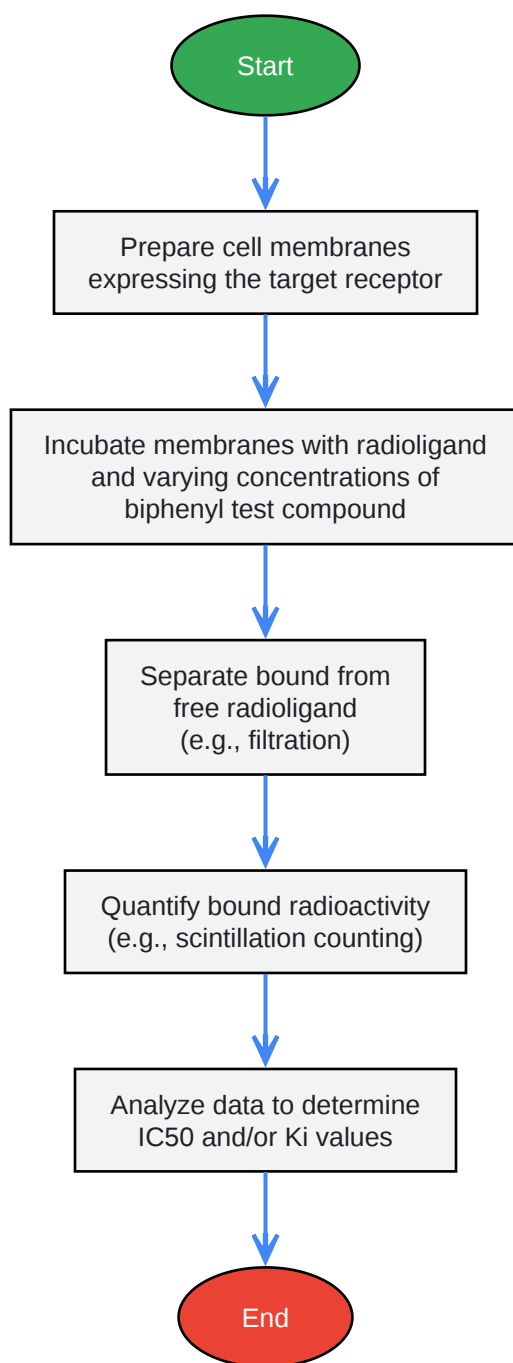 Start
Prepare cell membranes
expressing the target receptor
Incubate membranes with radioligand
and varying concentrations of
biphenyl test compound
Separate bound from
free radioligand
(e.g., filtration)
Quantify bound radioactivity
(e.g., scintillation counting)
Analyze data to determine
IC50 and/or Ki values
End